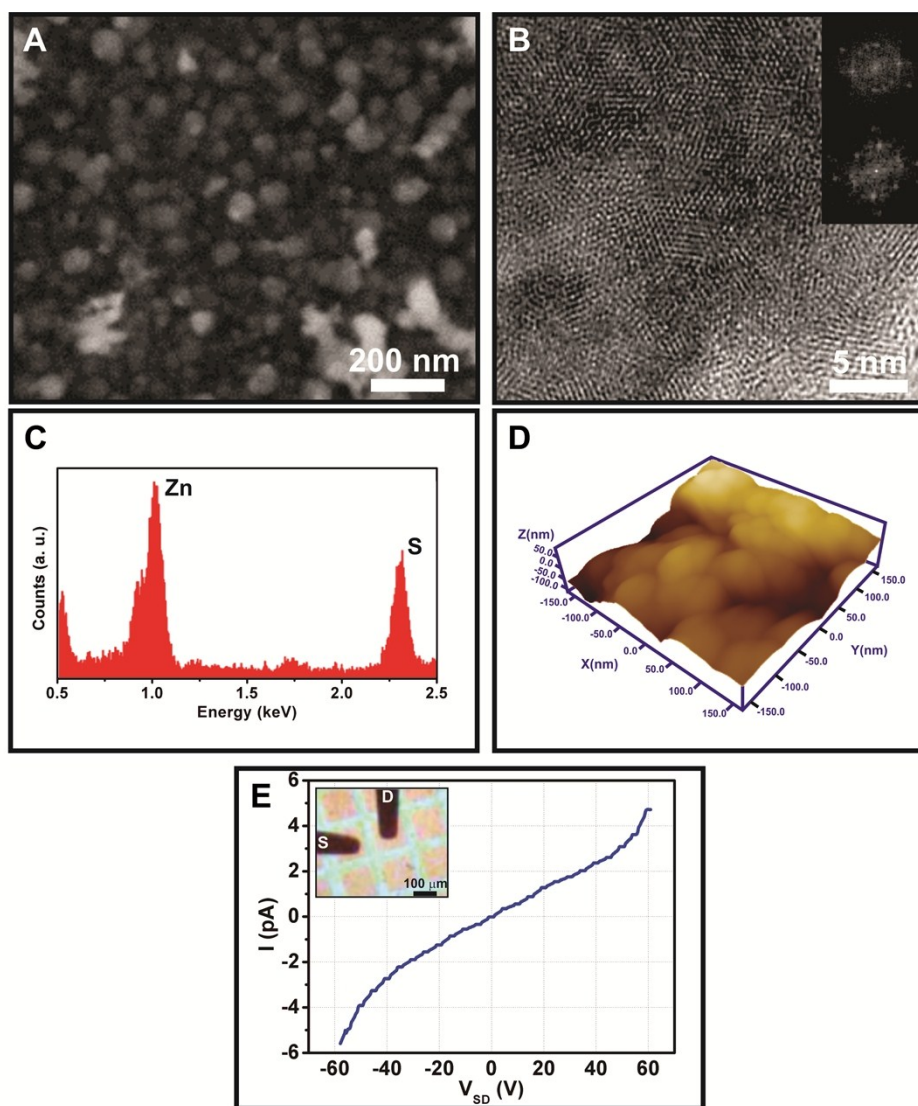 A
200 nm
B
5 nm
C
Zn
S
Counts (a. u.)
0.5 1.0 1.5 2.0 2.5
Energy (keV)
D
Z(nm)
50.0
0.0
-50.0
-100.0
-150.0
-100.0
-50.0
0.0
50.0
100.0
150.0
X(nm)
150.0
100.0
50.0
0.0
-50.0
-100.0
-150.0
Y(nm)
E
D
S
100 μm
I (pA)
6
4
2
0
-2
-4
-6
-60 -40 -20 0 20 40 60
V_SD (V)